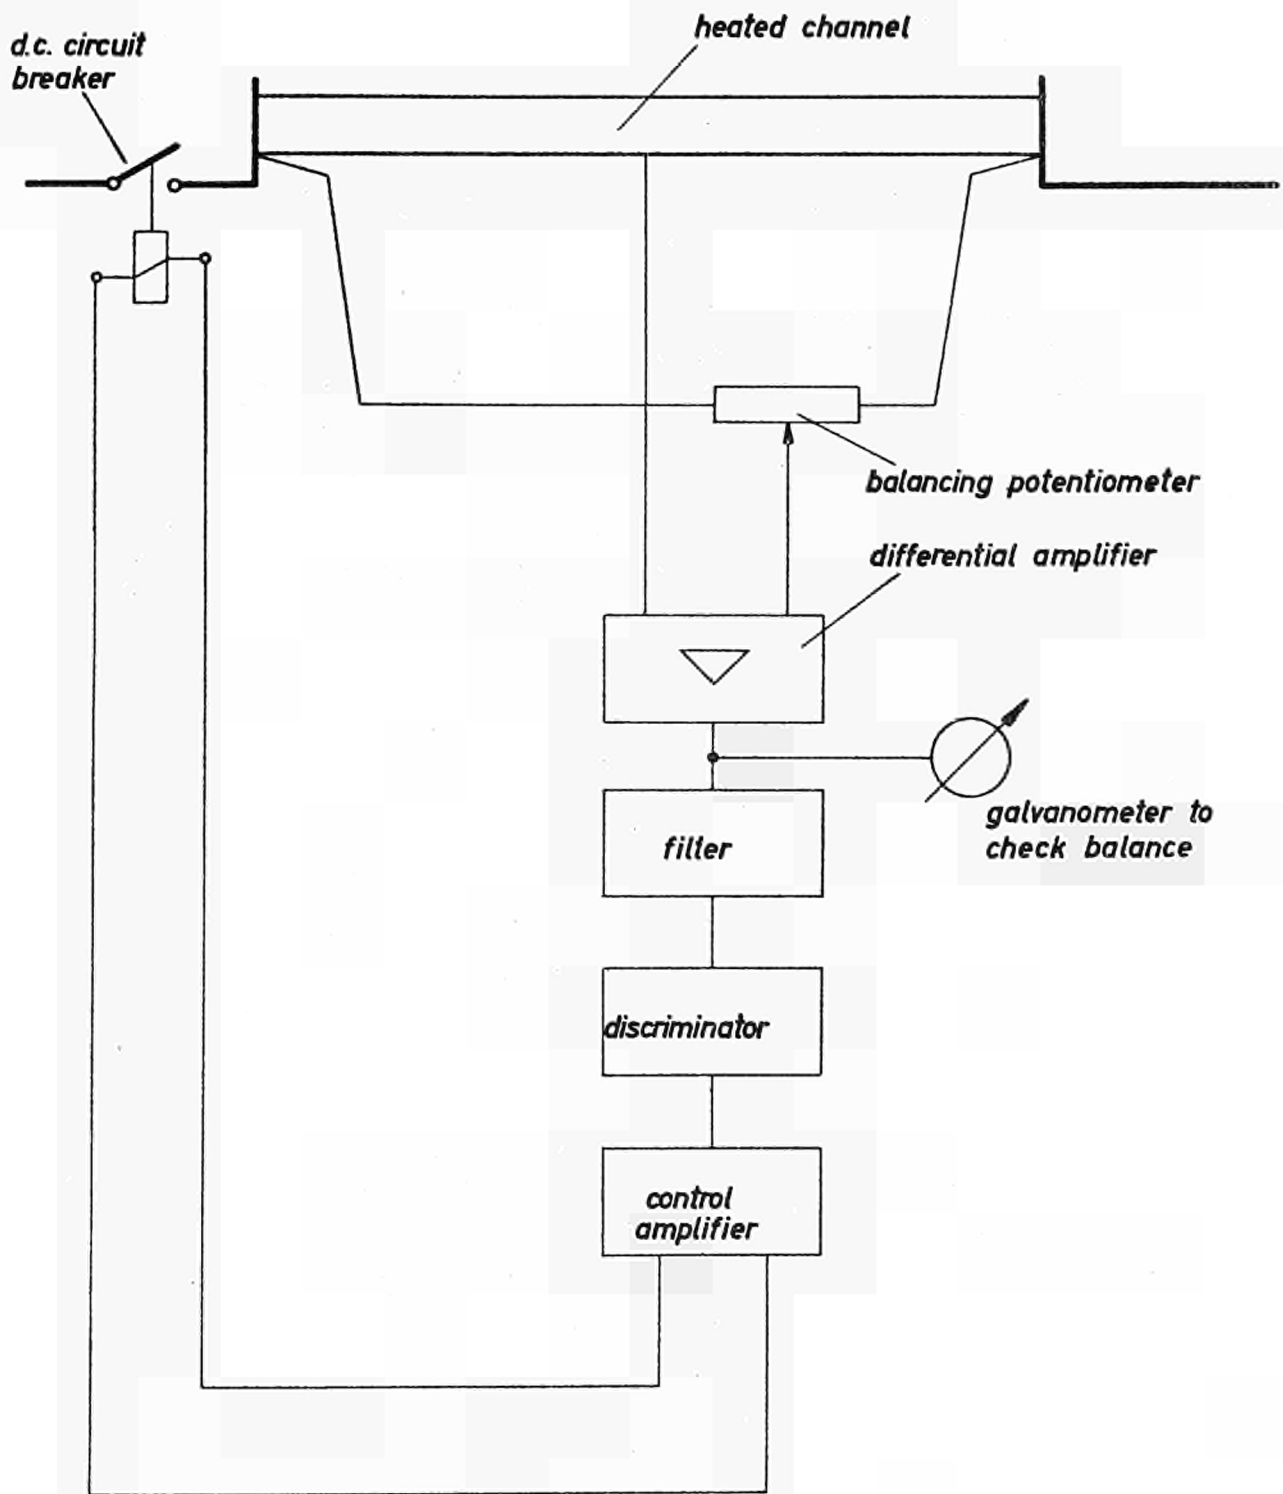 heated channel
d.c. circuit
breaker
balancing potentiometer
differential amplifier
galvanometer to
check balance
filter
discriminator
control
amplifier